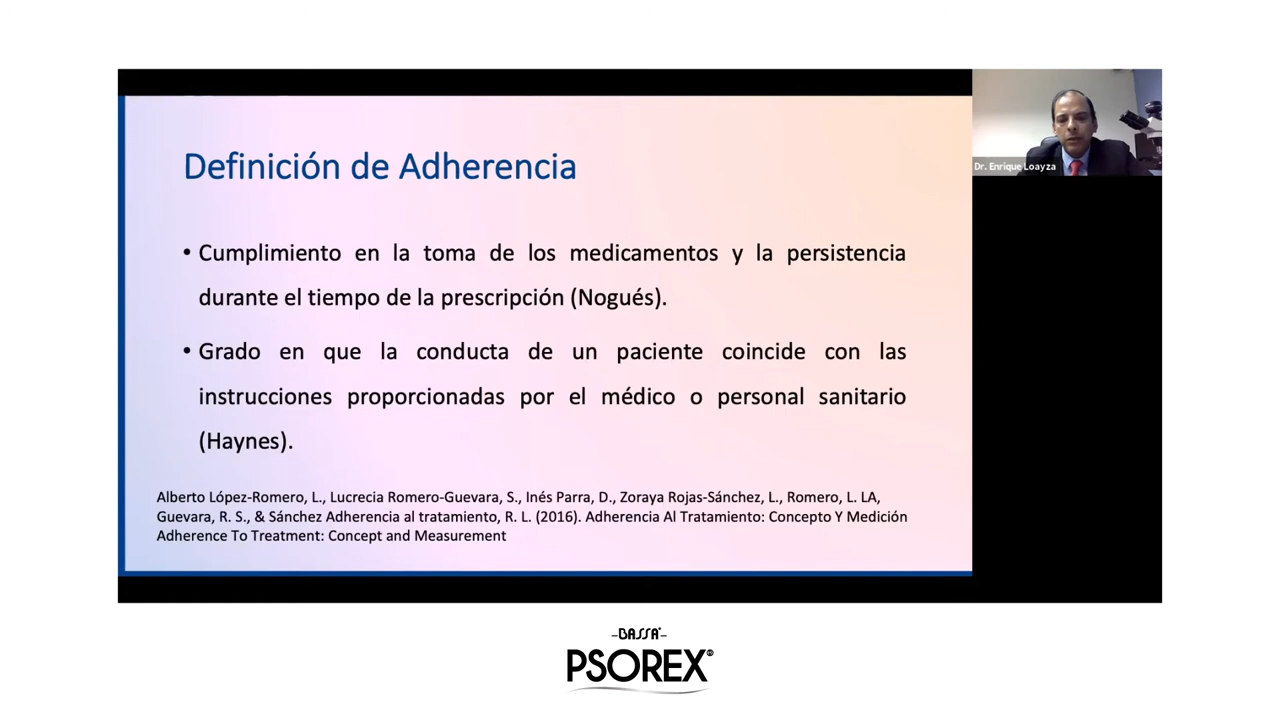 Definición de Adherencia
• Cumplimiento en la toma de los medicamentos y la persistencia
durante el tiempo de la prescripción (Nogués).
• Grado en que la conducta de un paciente coincide con las
instrucciones proporcionadas por el médico o personal sanitario
(Haynes).
Alberto López-Romero, L., Lucrecia Romero-Guevara, S., Inés Parra, D., Zoraya Rojas-Sánchez, L., Romero, L. LA,
Guevara, R. S., & Sánchez Adherencia al tratamiento, R. L. (2016). Adherencia Al Tratamiento: Concepto Y Medición
Adherence To Treatment: Concept and Measurement
Dr. Enrique Loayza
-BASSA-
PSOREX®